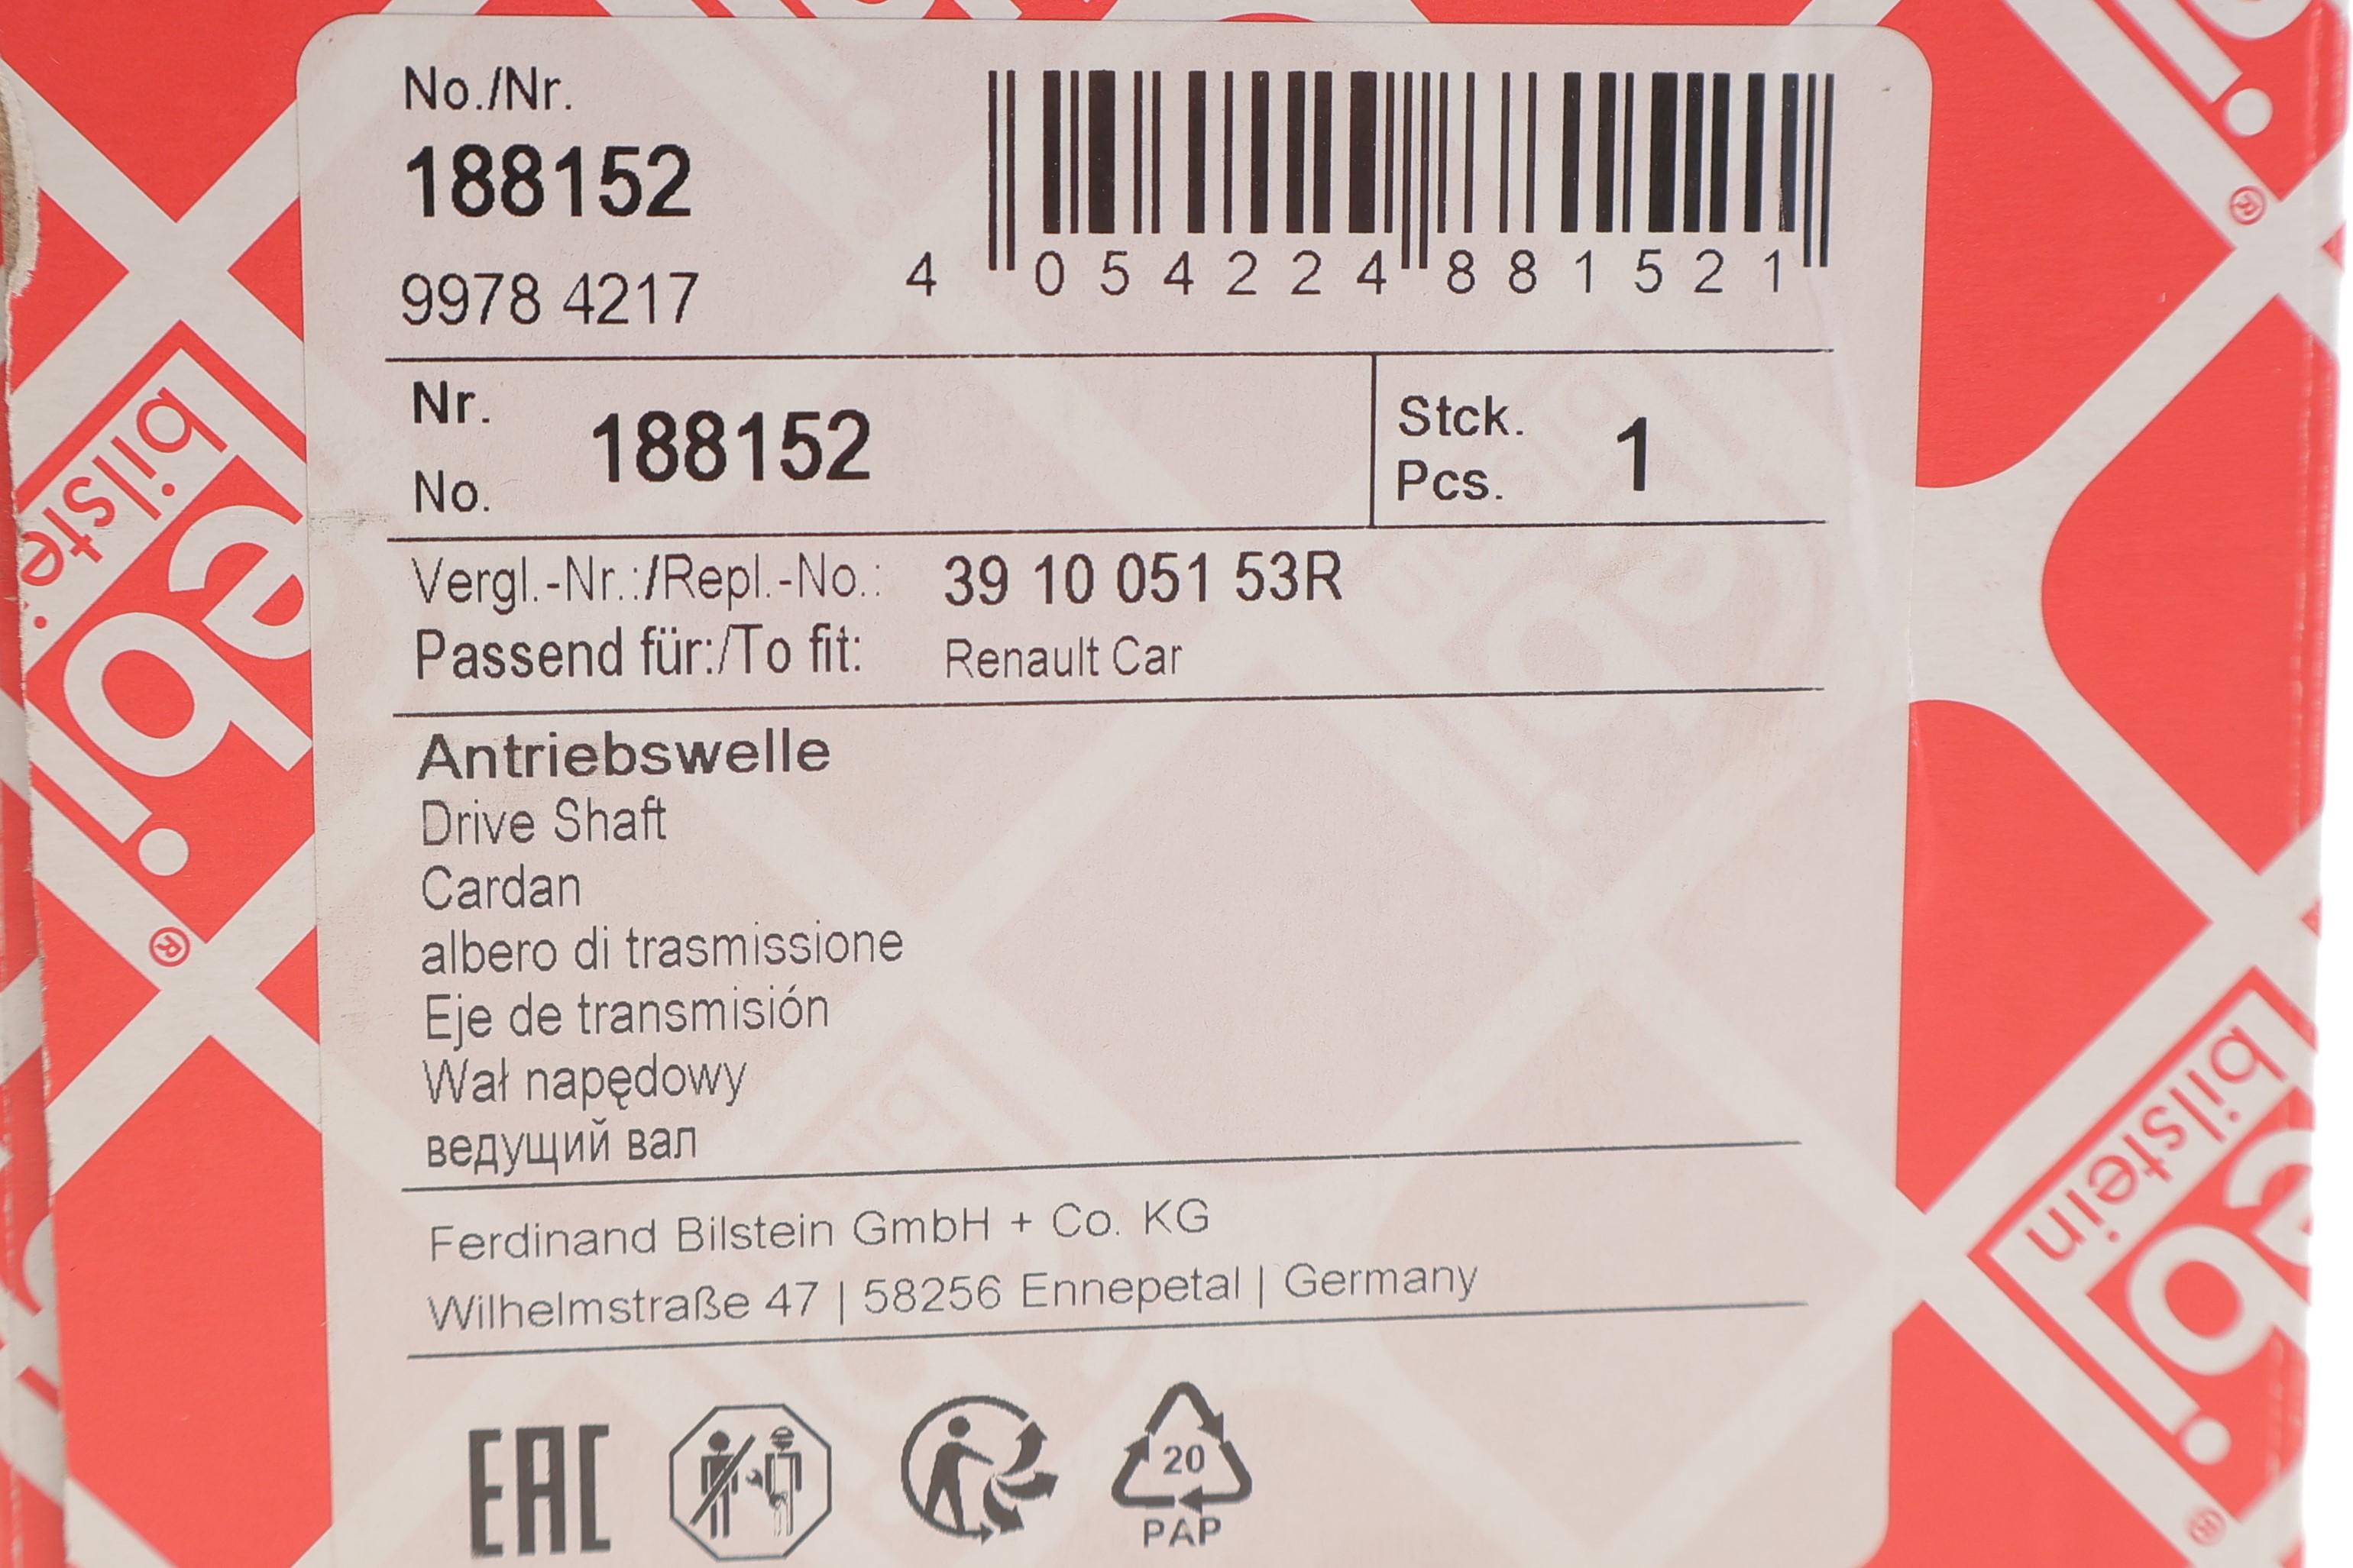 No./Nr.
188152
9978 4217
4 054224 881521
Nr.
No.
188152
Stck.
Pcs.
1
Vergl.-Nr.:/Repl.-No.: 39 10 051 53R
Passend für:/To fit: Renault Car
Antriebswelle
Drive Shaft
Cardan
albero di trasmissione
Eje de transmisión
Wał napędowy
ведущий вал
Ferdinand Bilstein GmbH + Co. KG
Wilhelmstraße 47 | 58256 Ennepetal | Germany
EAC
20
PAP
bilstein
®
®